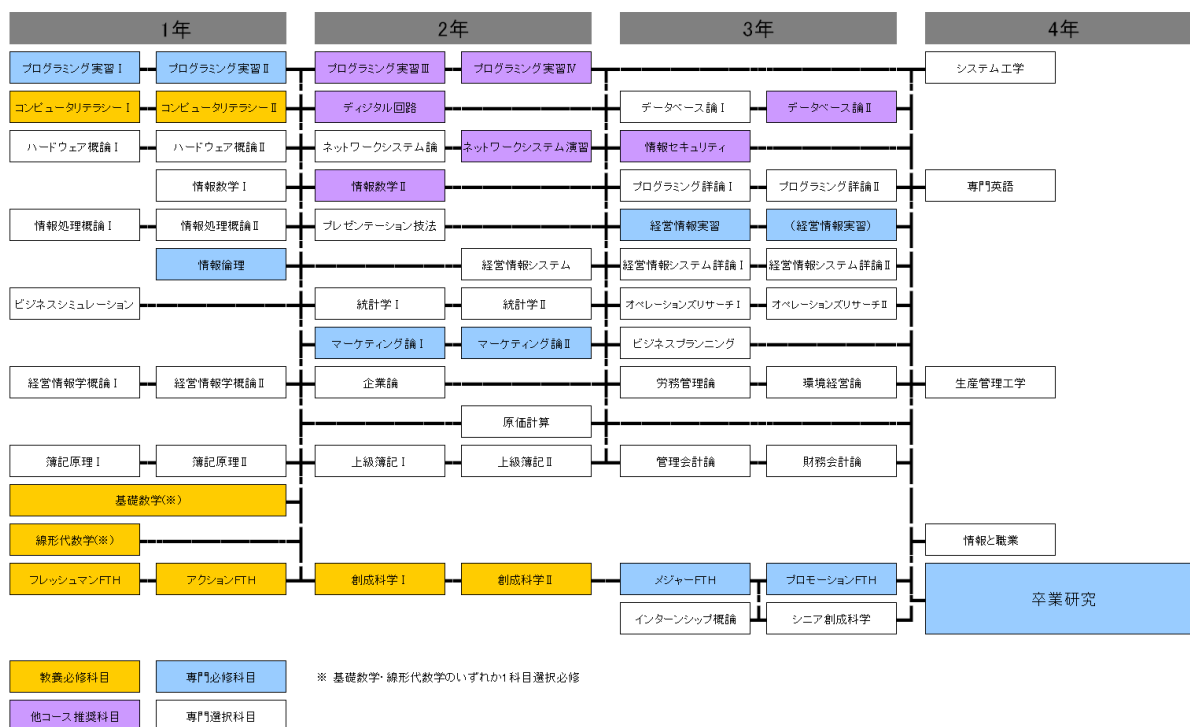 1年
2年
3年
4年
プログラミング実習Ⅰ
プログラミング実習Ⅱ
プログラミング実習Ⅲ
プログラミング実習Ⅳ
システム工学
コンピュータリテラシーⅠ
コンピュータリテラシーⅡ
ディジタル回路
データベース論Ⅰ
データベース論Ⅱ
ハードウェア概論Ⅰ
ハードウェア概論Ⅱ
ネットワークシステム論
ネットワークシステム演習
情報セキュリティ
情報数学Ⅰ
情報数学Ⅱ
プログラミング詳論Ⅰ
プログラミング詳論Ⅱ
専門英語
情報処理概論Ⅰ
情報処理概論Ⅱ
プレゼンテーション技法
経営情報実習
(経営情報実習)
情報倫理
経営情報システム
経営情報システム詳論Ⅰ
経営情報システム詳論Ⅱ
ビジネスシミュレーション
統計学Ⅰ
統計学Ⅱ
オペレーションズリサーチⅠ
オペレーションズリサーチⅡ
マーケティング論Ⅰ
マーケティング論Ⅱ
ビジネスプランニング
経営情報学概論Ⅰ
経営情報学概論Ⅱ
企業論
労務管理論
環境経営論
生産管理工学
原価計算
簿記原理Ⅰ
簿記原理Ⅱ
上級簿記Ⅰ
上級簿記Ⅱ
管理会計論
財務会計論
基礎数学(※)
線形代数学(※)
情報と職業
フレッシュマンFTH
アクションFTH
創成科学Ⅰ
創成科学Ⅱ
メジャーFTH
プロモーションFTH
卒業研究
インターンシップ概論
シニア創成科学
教養必修科目
専門必修科目
※ 基礎数学・線形代数学のいずれか1科目選択必修
他コース推奨科目
専門選択科目